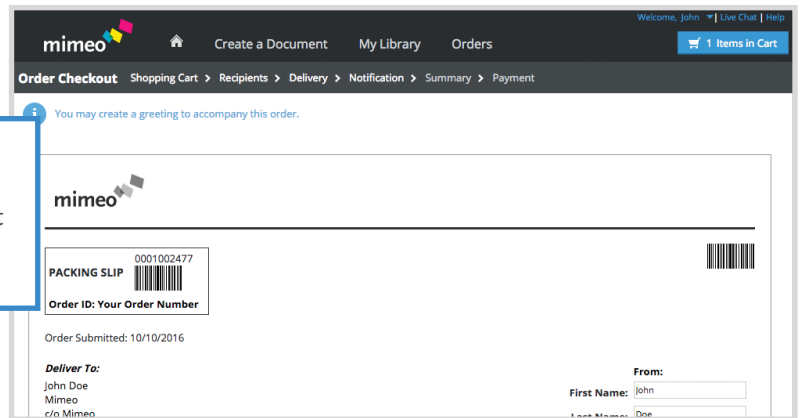 Welcome, John | Live Chat | Help
mimeo Create a Document My Library Orders 1 Items in Cart
Order Checkout Shopping Cart > Recipients > Delivery > Notification > Summary > Payment
You may create a greeting to accompany this order.
mimeo
0001002477
PACKING SLIP
Order ID: Your Order Number
Order Submitted: 10/10/2016
Deliver To:
From:
John Doe
First Name: John
Mimeo
c/o Mimeo
Last Name: Doe